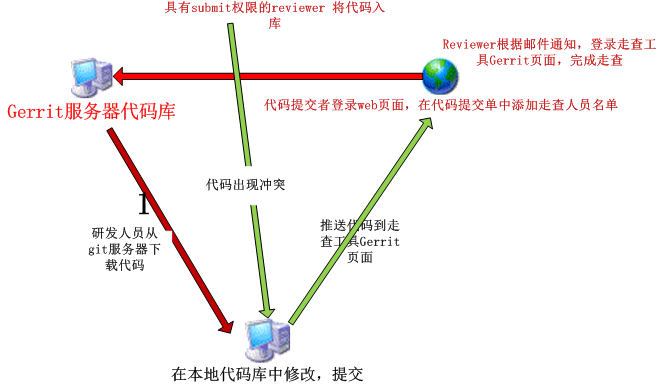 具有submit权限的reviewer 将代码入
库
Reviewer根据邮件通知，登录走查工
具Gerrit页面，完成走查
代码提交者登录web页面，在代码提交单中添加走查人员名单
Gerrit服务器代码库
代码出现冲突
1
研发人员从
git服务器下
载代码
推送代码到走
查工具Gerrit
页面
在本地代码库中修改，提交